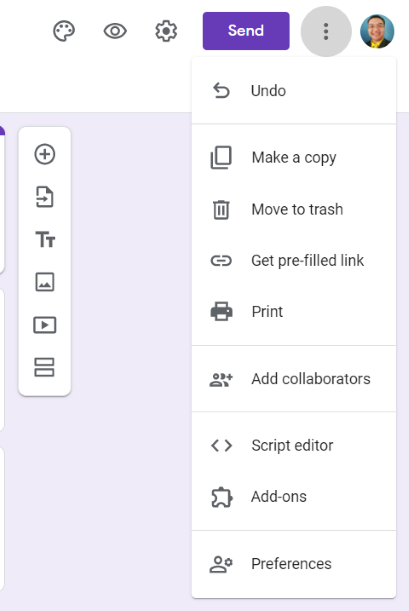 Send
Undo
Make a copy
Move to trash
Get pre-filled link
Print
Add collaborators
Script editor
Add-ons
Preferences